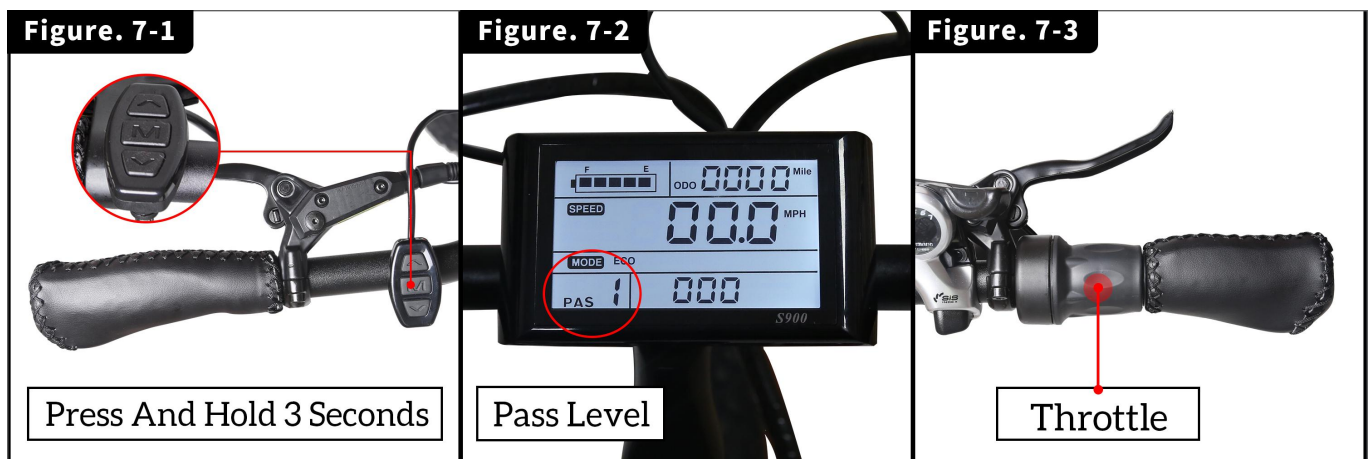 Figure. 7-1
M
M
Press And Hold 3 Seconds
Figure. 7-2
F E
ODO 0000 Mile
SPEED
00.0 MPH
MODE ECO
PAS 1 000
S900
Pass Level
Figure. 7-3
SiS
Throttle